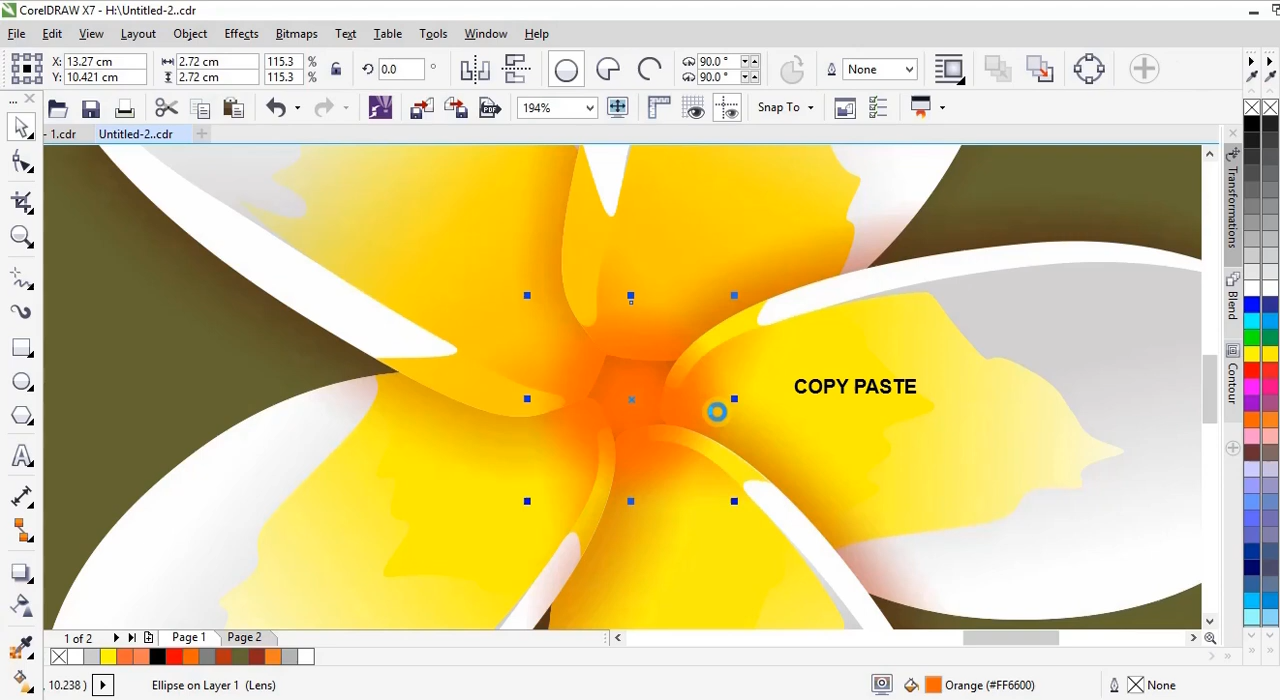 CorelDRAW X7 - H:\Untitled-2..cdr
File Edit View Layout Object Effects Bitmaps Text Table Tools Window Help
X: 13.27 cm 2.72 cm 115.3 % 0.0 ° 90.0 ° None
Y: 10.421 cm 2.72 cm 115.3 % 90.0 °
PDF 194% Snap To
- 1.cdr Untitled-2..cdr
Transformations
Blend
Contour
COPY PASTE
1 of 2 Page 1 Page 2
, 10.238 ) Ellipse on Layer 1 (Lens) Orange (#FF6600) None